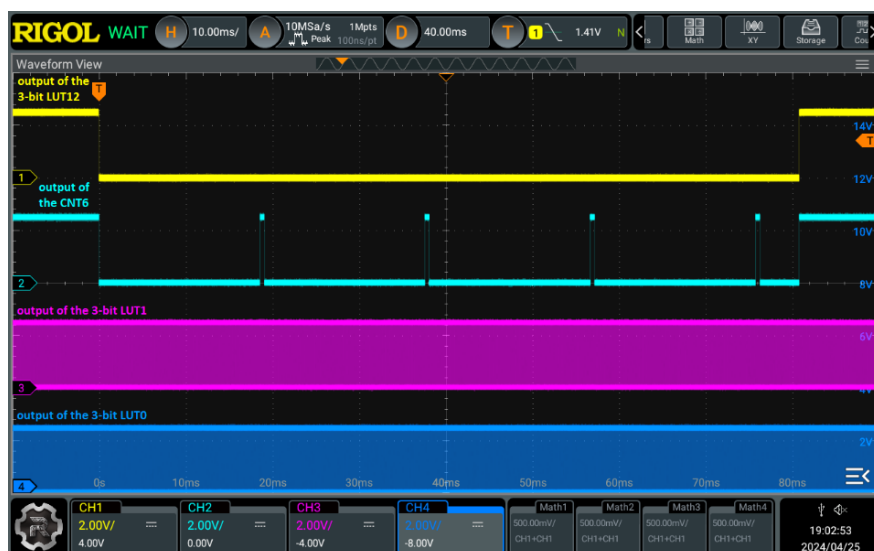 RIGOL WAIT H 10.00ms/ A 10MSa/s 1Mpts Peak 100ns/pt D 40.00ms T 1 1.41V N rs Math XY Storage Cou
Waveform View
output of the
3-bit LUT12
T
14V
T
1
12V
output of
the CNT6
10V
2
8V
output of the 3-bit LUT1
6V
3
4V
output of the 3-bit LUT0
2V
4 0s 10ms 20ms 30ms 40ms 50ms 60ms 70ms 80ms
CH1 CH2 CH3 CH4 Math1 Math2 Math3 Math4
2.00V/ 2.00V/ 2.00V/ 2.00V/ 500.00mV/ 500.00mV/ 500.00mV/ 500.00mV/
4.00V 0.00V -4.00V -8.00V CH1+CH1 CH1+CH1 CH1+CH1 CH1+CH1
19:02:53
2024/04/25